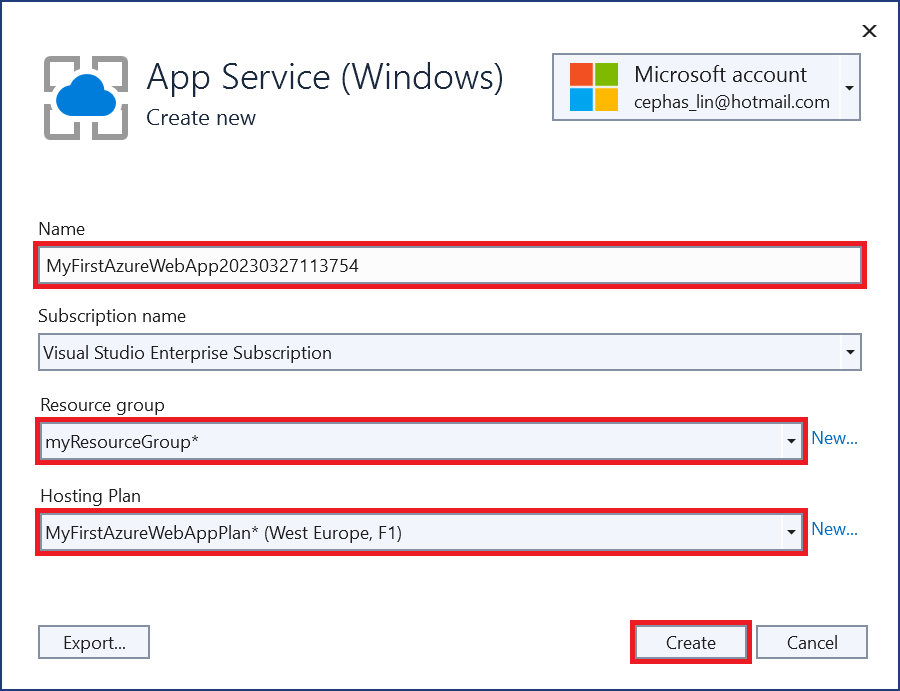 App Service (Windows)
Create new
Microsoft account
cephas_lin@hotmail.com
Name
MyFirstAzureWebApp20230327113754
Subscription name
Visual Studio Enterprise Subscription
Resource group
myResourceGroup*
New...
Hosting Plan
MyFirstAzureWebAppPlan* (West Europe, F1)
New...
Export...
Create
Cancel